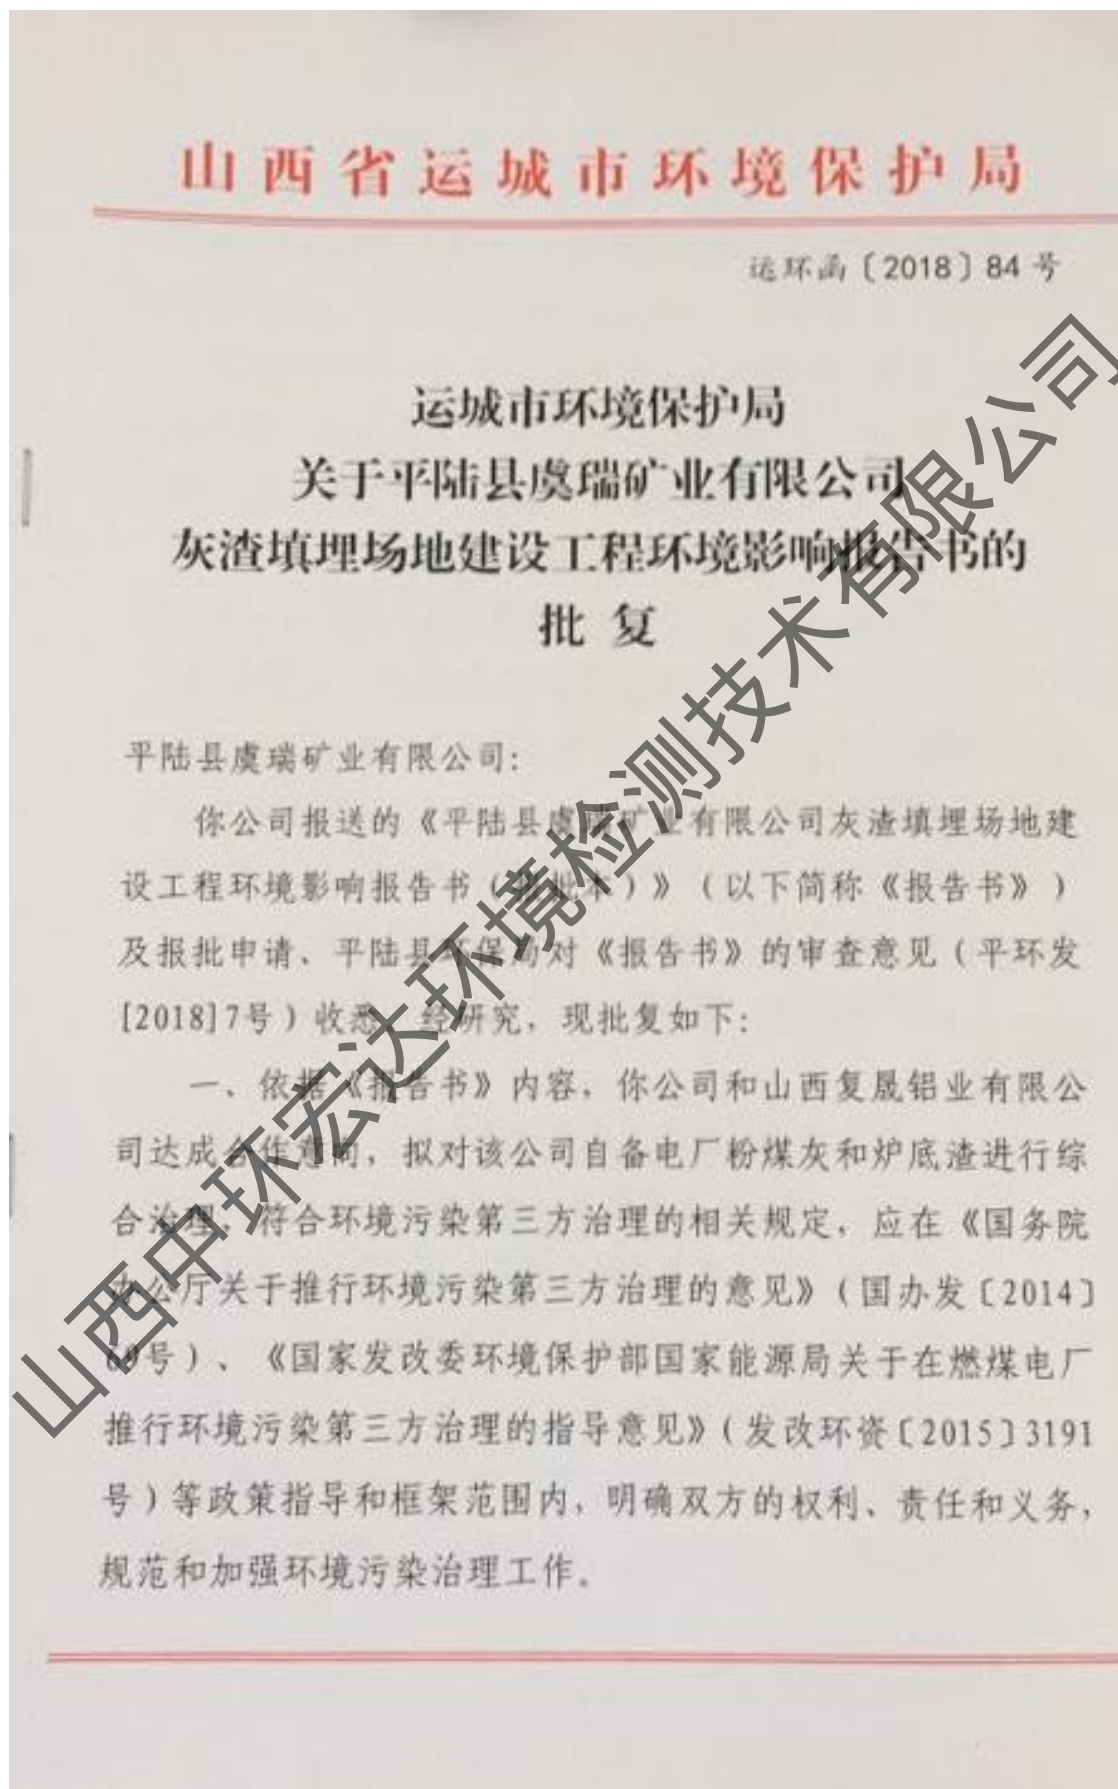 山西省运城市环境保护局
运环函〔2018〕84号
运城市环境保护局
关于平陆县虞瑞矿业有限公司
灰渣填埋场地建设工程环境影响报告书的
批复
平陆县虞瑞矿业有限公司:
你公司报送的《平陆县虞瑞矿业有限公司灰渣填埋场地建
设工程环境影响报告书(报批本)》(以下简称《报告书》)
及报批申请、平陆县环保局对《报告书》的审查意见(平环发
[2018]7号)收悉。经研究,现批复如下:
一、依据《报告书》内容,你公司和山西复晟铝业有限公
司达成合作意向,拟对该公司自备电厂粉煤灰和炉底渣进行综
合治理,符合环境污染第三方治理的相关规定,应在《国务院
办公厅关于推行环境污染第三方治理的意见》(国办发〔2014〕
69号)、《国家发改委环境保护部国家能源局关于在燃煤电厂
推行环境污染第三方治理的指导意见》(发改环资〔2015〕3191
号)等政策指导和框架范围内,明确双方的权利、责任和义务,
规范和加强环境污染治理工作。
山西中环宏达环境检测技术有限公司